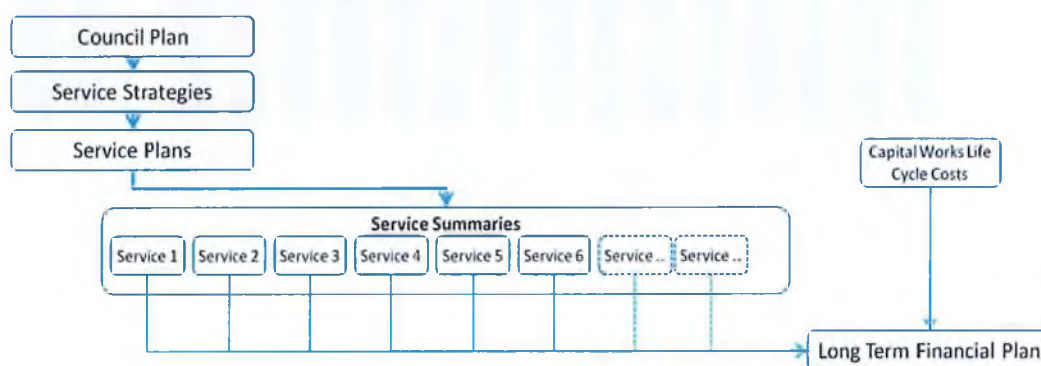 Council Plan
Service Strategies
Service Plans
Capital Works Life
Cycle Costs
Service Summaries
Service 1
Service 2
Service 3
Service 4
Service 5
Service 6
Service ..
Service ..
Long Term Financial Plan